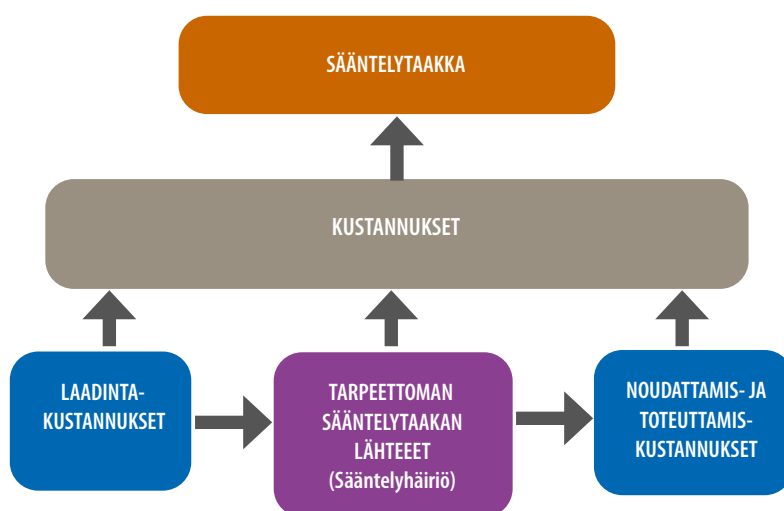 SÄÄNTELYTAAKKA
KUSTANNUKSET
LAADINTA-
KUSTANNUKSET
TARPEETTOMAN
SÄÄNTELYTAAKAN
LÄHTEEET
(Sääntelyhäiriö)
NOUDATTAMIS- JA
TOTEUTTAMIS-
KUSTANNUKSET